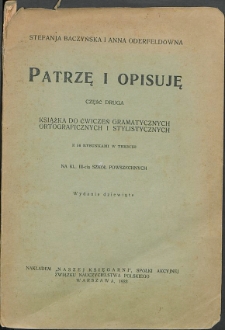 STEFANJA BACZYŃSKA I ANNA ODERFELDÓWNA
PATRZĘ I OPISUJĘ
CZĘŚĆ DRUGA
KSIĄŻKA DO ĆWICZEŃ GRAMATYCZNYCH
ORTOGRAFICZNYCH I STYLISTYCZNYCH
Z 16 RYSUNKAMI W TEKŚCIE
NA KL. III-cią SZKÓŁ POWSZECHNYCH
Wydanie dziewiąte
NAKŁADEM „NASZEJ KSIĘGARNI", SPÓŁKI AKCYJNEJ
ZWIĄZKU NAUCZYCIELSTWA POLSKIEGO
WARSZAWA,